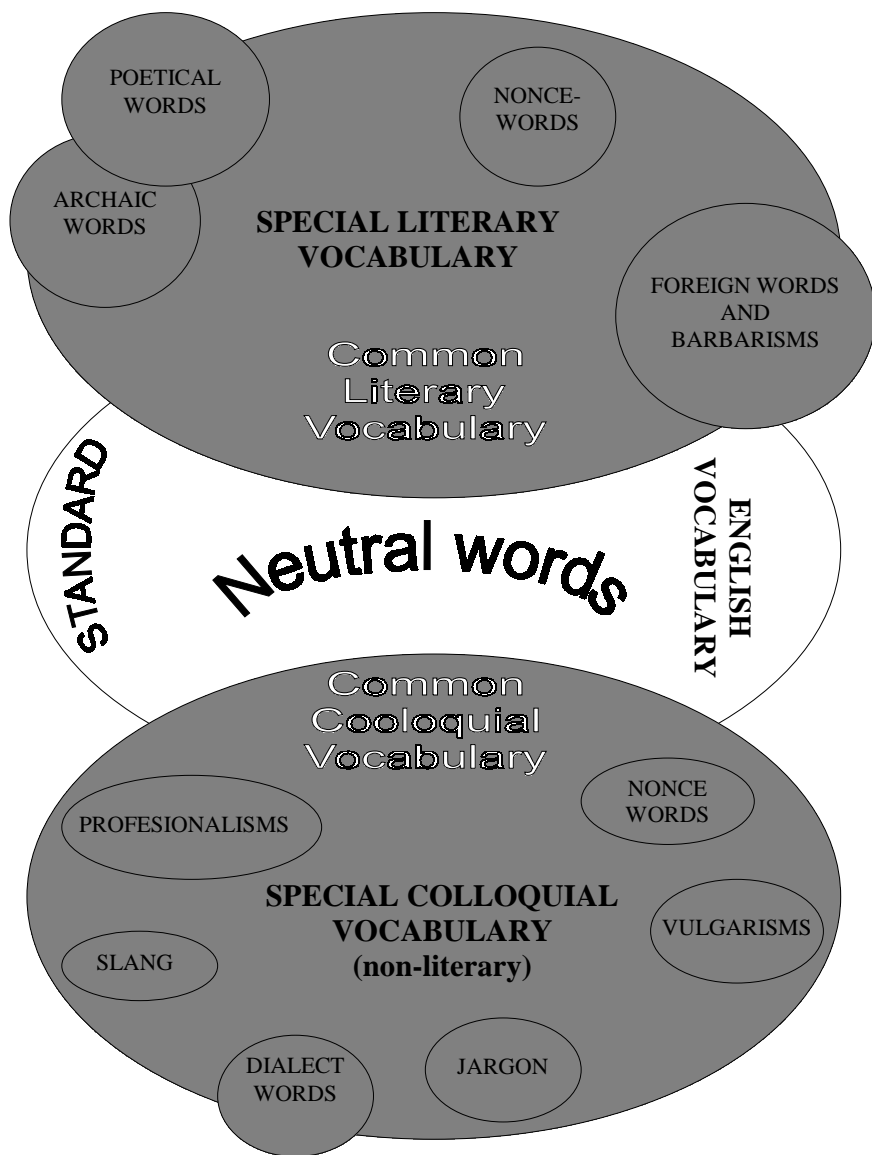 POETICAL
WORDS
NONCE-
WORDS
ARCHAIC
WORDS
SPECIAL LITERARY
VOCABULARY
FOREIGN WORDS
AND
BARBARISMS
Common
Literary
Vocabulary
STANDARD
Neutral words
ENGLISH
VOCABULARY
Common
Cooloquial
Vocabulary
NONCE
WORDS
PROFESIONALISMS
SPECIAL COLLOQUIAL
VOCABULARY
(non-literary)
VULGARISMS
SLANG
DIALECT
WORDS
JARGON